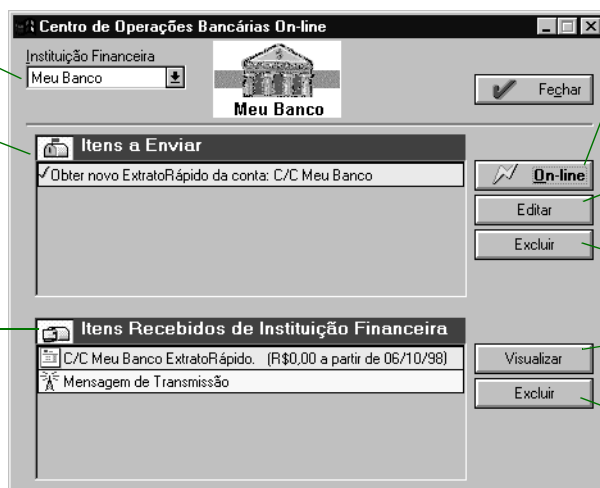 Centro de Operações Bancárias On-line
Instituição Financeira
Meu Banco
Meu Banco
Fechar
Itens a Enviar
Obter novo ExtratoRápido da conta: C/C Meu Banco
On-line
Editar
Excluir
Itens Recebidos de Instituição Financeira
C/C Meu Banco ExtratoRápido. (R$0,00 a partir de 06/10/98)
Mensagem de Transmissão
Visualizar
Excluir